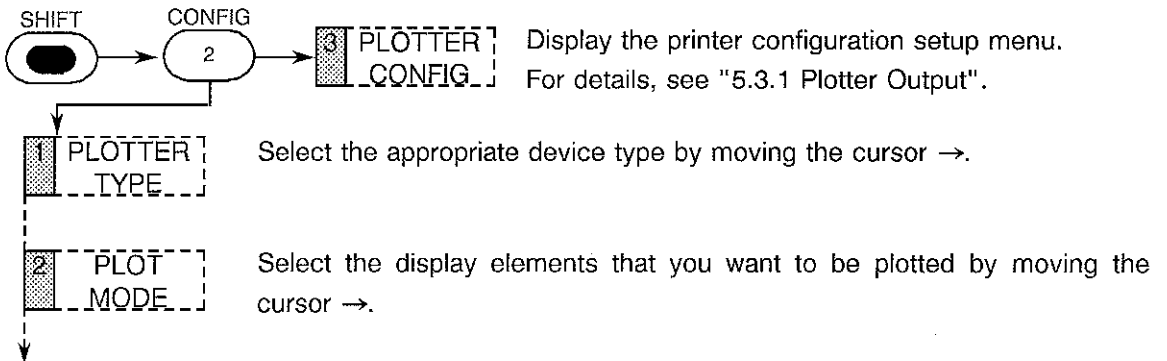 SHIFT CONFIG
2
3 PLOTTER CONFIG
Display the printer configuration setup menu.
For details, see "5.3.1 Plotter Output".
1 PLOTTER TYPE
Select the appropriate device type by moving the cursor →.
2 PLOT MODE
Select the display elements that you want to be plotted by moving the
cursor →.